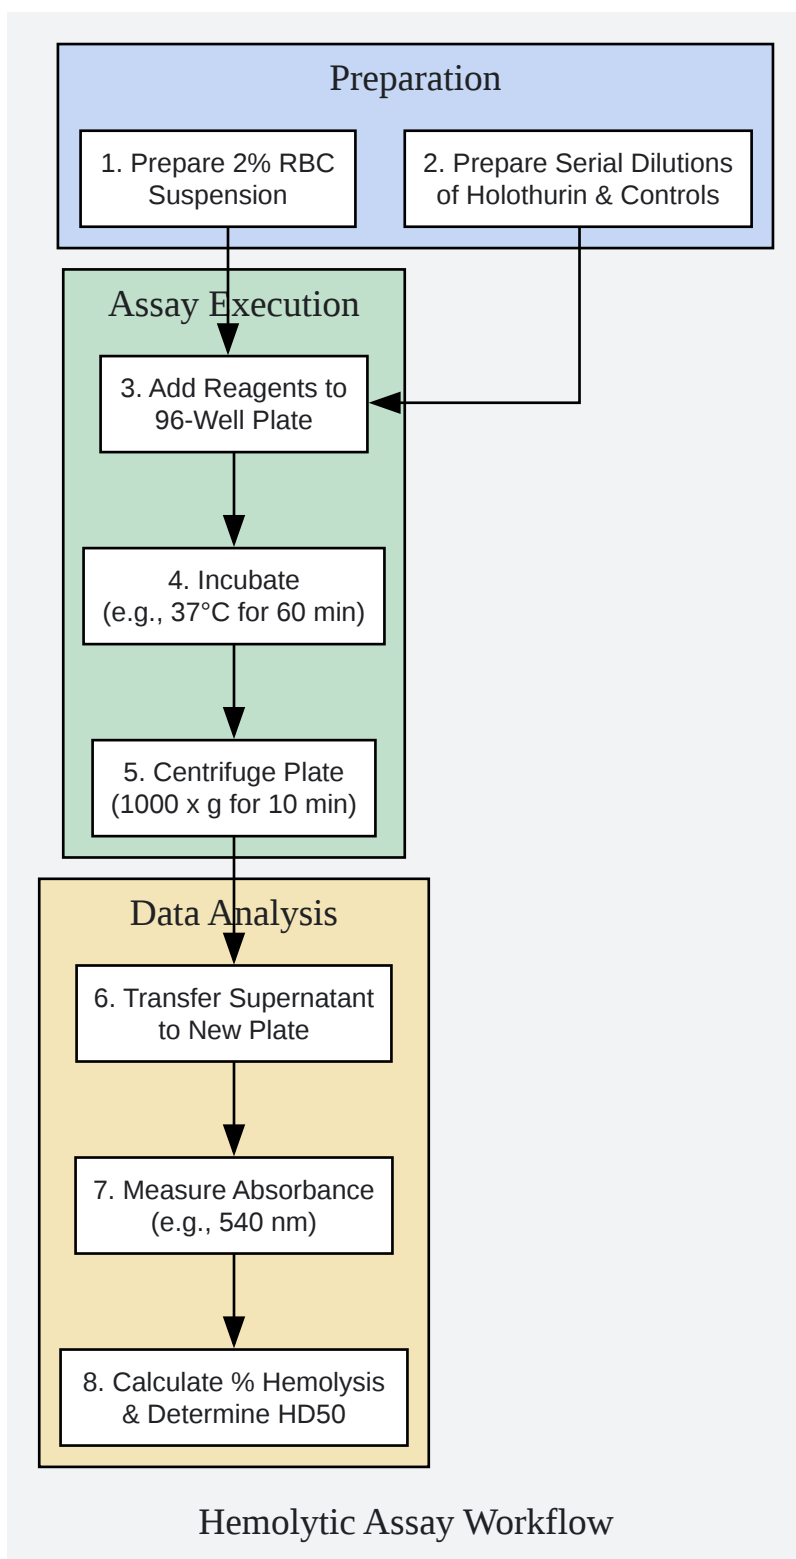 Preparation
1. Prepare 2% RBC
Suspension
2. Prepare Serial Dilutions
of Holothurin & Controls
Assay Execution
3. Add Reagents to
96-Well Plate
4. Incubate
(e.g., 37°C for 60 min)
5. Centrifuge Plate
(1000 x g for 10 min)
Data Analysis
6. Transfer Supernatant
to New Plate
7. Measure Absorbance
(e.g., 540 nm)
8. Calculate % Hemolysis
& Determine HD50
Hemolytic Assay Workflow